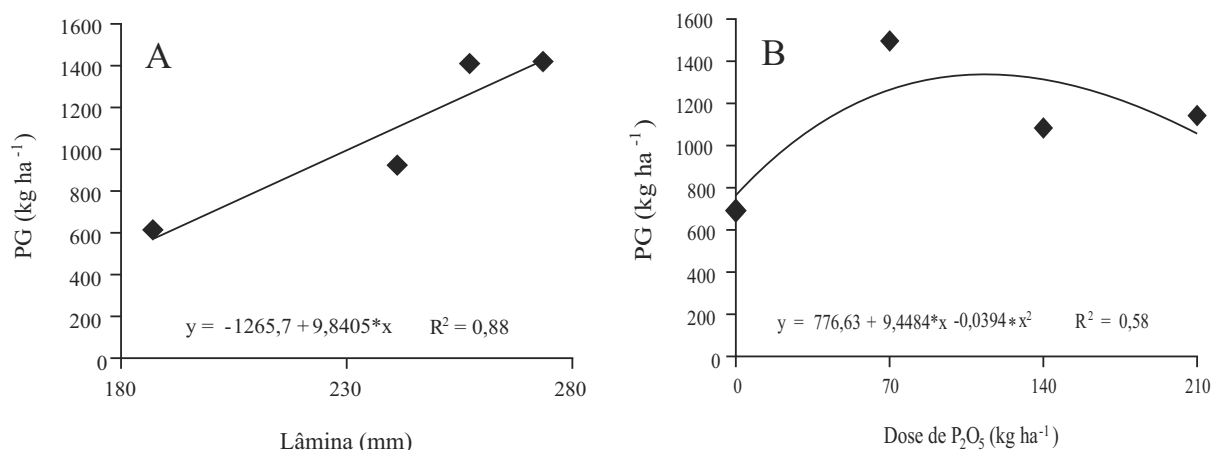 A
PG (kg ha⁻¹)
1600
1400
1200
1000
800
600
400
200
0
y = -1265,7 + 9,8405*x R² = 0,88
180 230 280
Lâmina (mm)
B
PG (kg ha⁻¹)
1600
1400
1200
1000
800
600
400
200
0
y = 776,63 + 9,4484*x -0,0394*x² R² = 0,58
0 70 140 210
Dose de P₂O₅ (kg ha⁻¹)